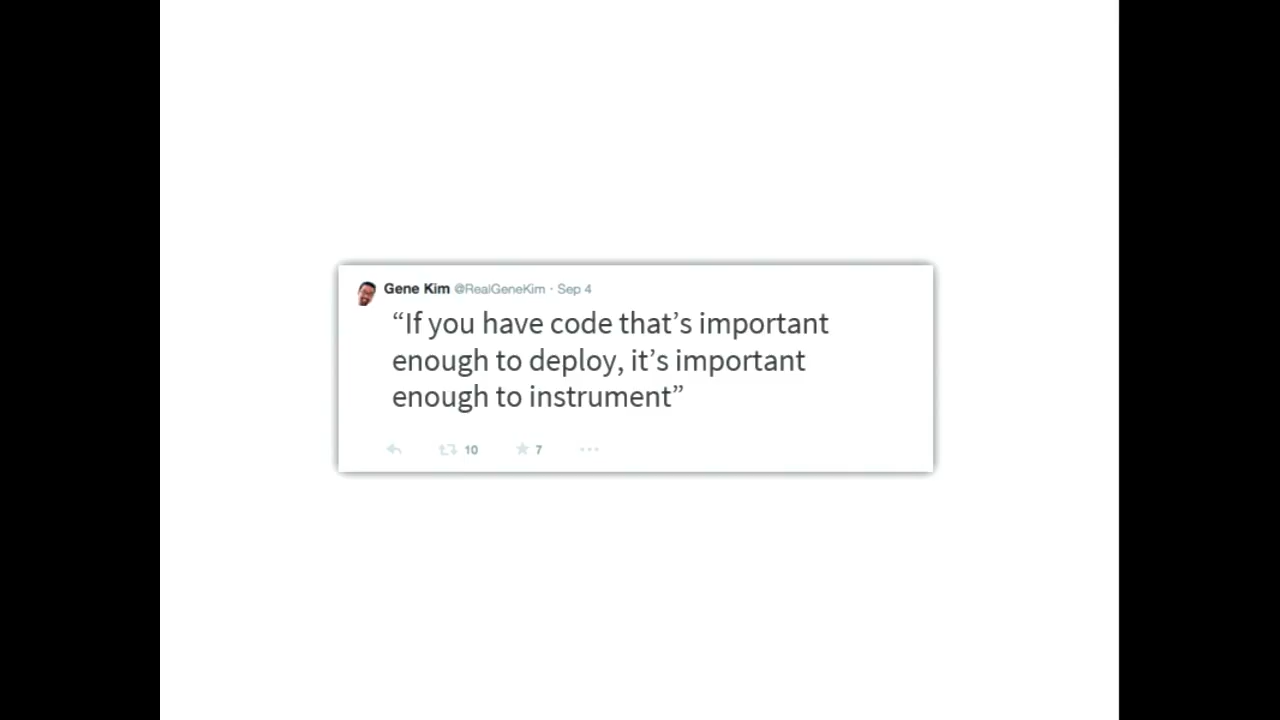 Gene Kim @RealGeneKim · Sep 4
“If you have code that’s important
enough to deploy, it’s important
enough to instrument”
10 7